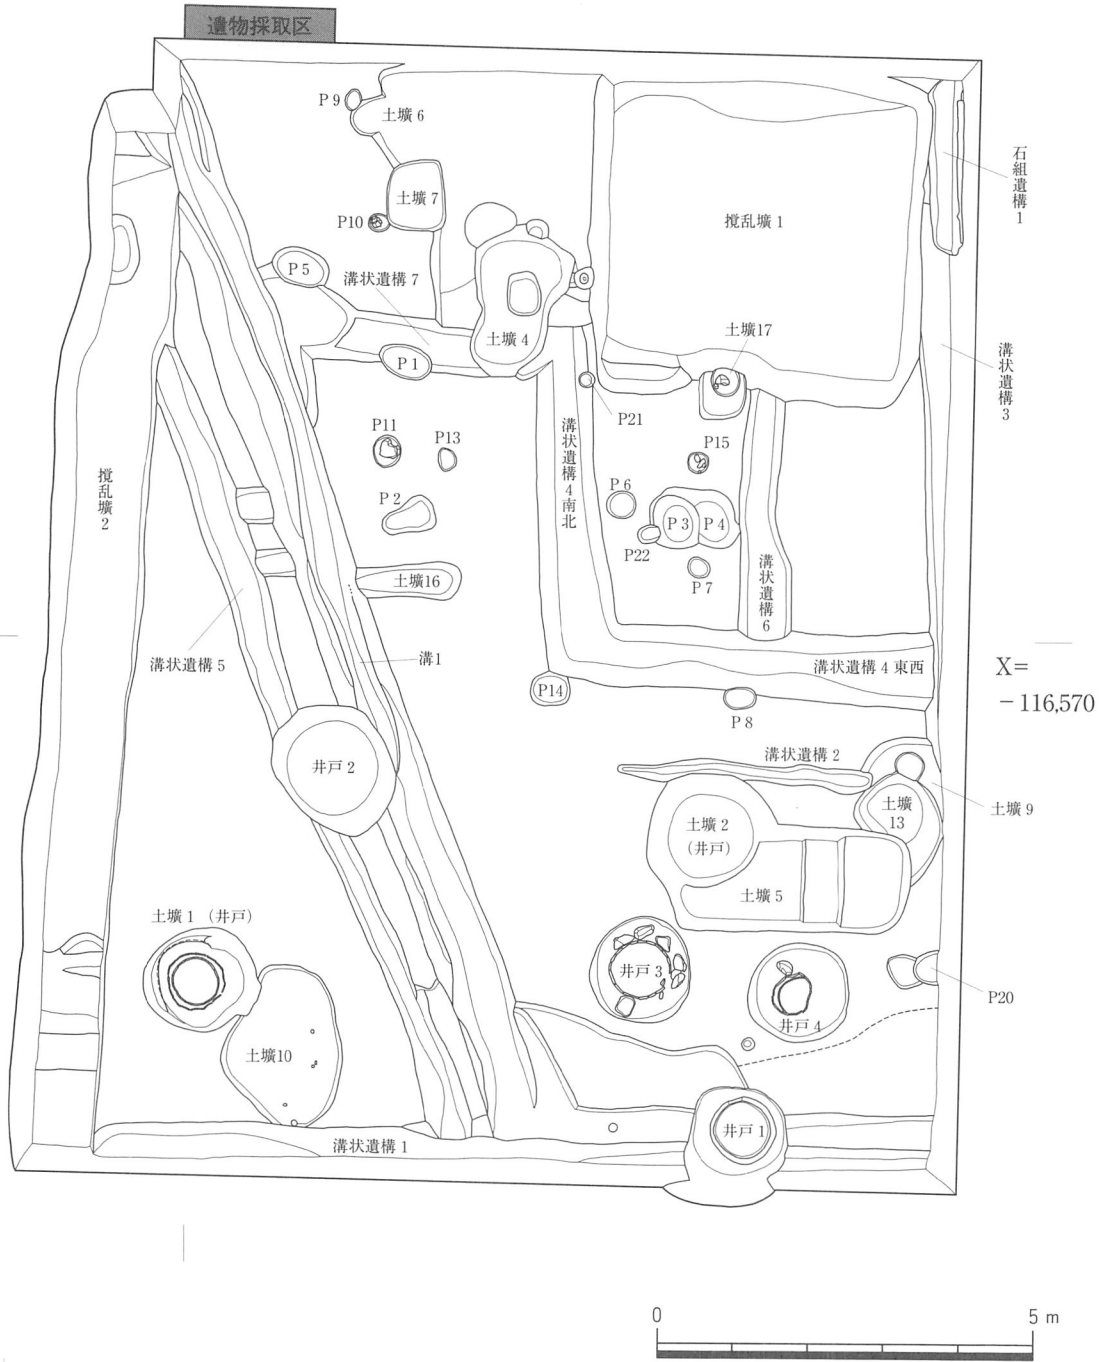 遺物採取区
P 9
土壙 6
石組遺構 1
土壙 7
P10
攪乱壙 1
P 5
溝状遺構 7
土壙 4
土壙17
溝状遺構 3
P 1
P21
P11
P13
溝状遺構 4 南北
P15
攪乱壙 2
P 2
P 6
P 3
P 4
P22
P 7
土壙16
溝状遺構 6
溝状遺構 5
溝1
溝状遺構 4 東西
X=
－116,570
P14
P 8
井戸 2
溝状遺構 2
土壙 9
土壙
13
土壙 2
(井戸)
土壙 5
土壙 1 (井戸)
井戸 3
P20
井戸 4
土壙10
井戸 1
溝状遺構 1
0
5 m